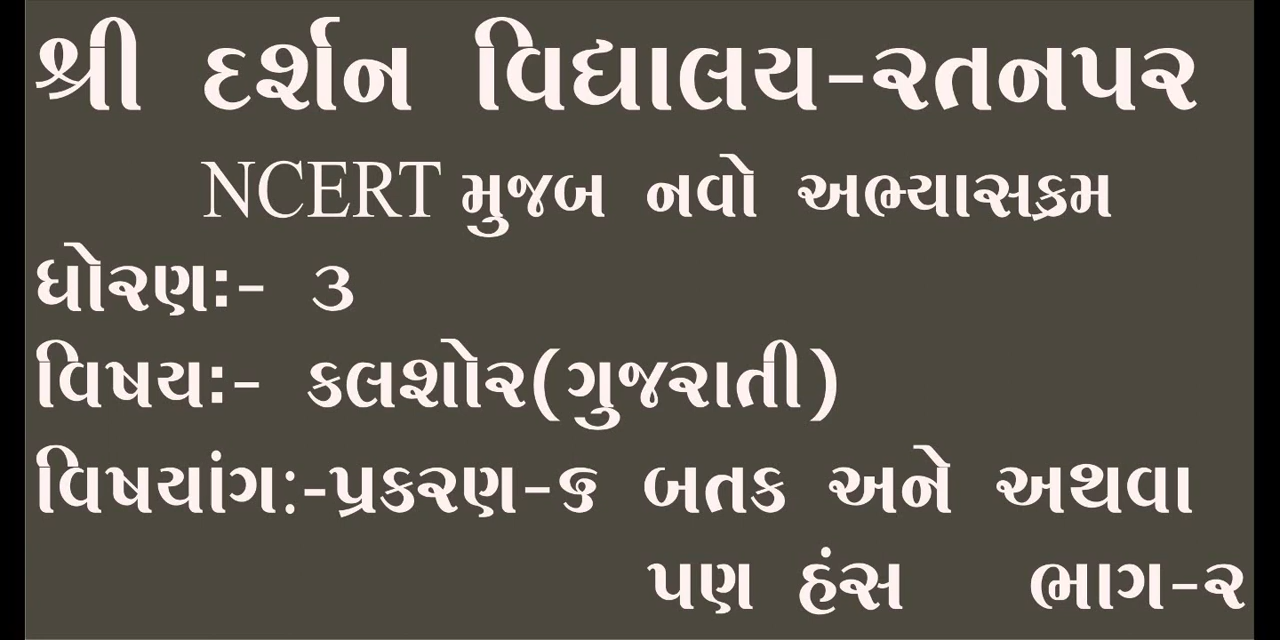 શ્રી દર્શન વિદ્યાલય-રતનપર
NCERT મુજબ નવો અભ્યાસક્રમ
ધોરણઃ- ૩
વિષયઃ- કલશોર(ગુજરાતી)
વિષયાંગઃ-પ્રકરણ-૬ બતક અને અથવા
પણ હંસ ભાગ-૨